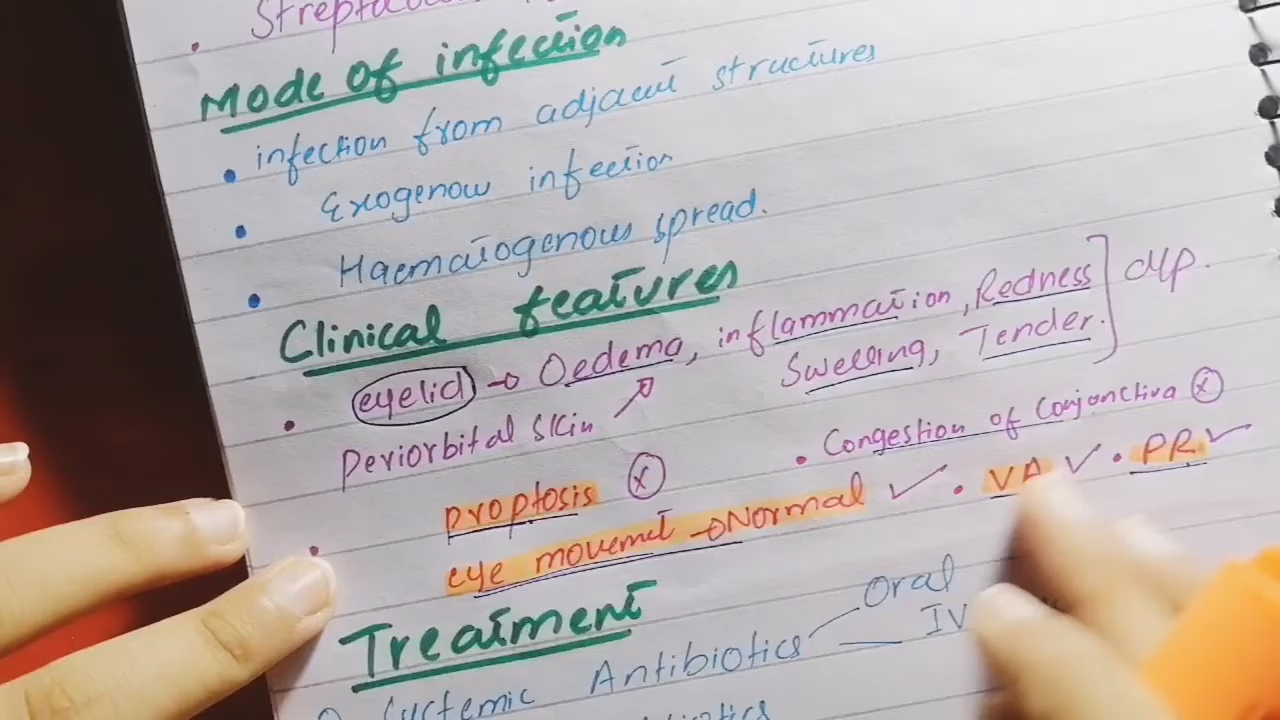 Mode of infection
• infection from adjacent structures
• Exogenous infection
• Haematogenous spread.
Clinical features
• eyelid → Oedema, inflammation, Redness
Swelling, Tender.
Periorbital skin
• Congestion of Conjonctiva ⓧ
• proptosis ⓧ
eye movement → Normal ✓ • VA ✓ • PR ✓
Treatment
Systemic Antibiotics
Oral
IV